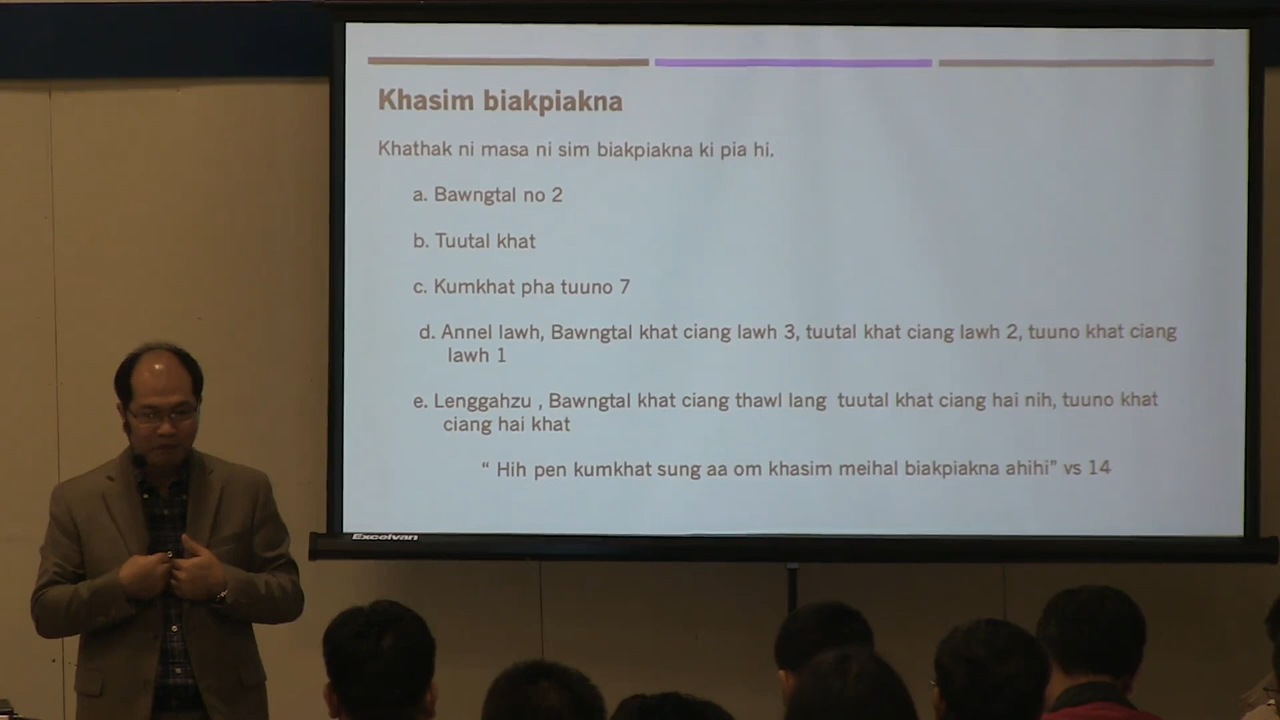 Khasim biakpiakna
Khathak ni masa ni sim biakpiakna ki pia hi.
a. Bawngtal no 2
b. Tuutal khat
c. Kumkhat pha tuuno 7
d. Annel lawh, Bawngtal khat ciang lawh 3, tuutal khat ciang lawh 2, tuuno khat ciang
lawh 1
e. Lenggahzu , Bawngtal khat ciang thawl lang tuutal khat ciang hai nih, tuuno khat
ciang hai khat
“ Hih pen kumkhat sung aa om khasim meihal biakpiakna ahihi” vs 14
Excelvan